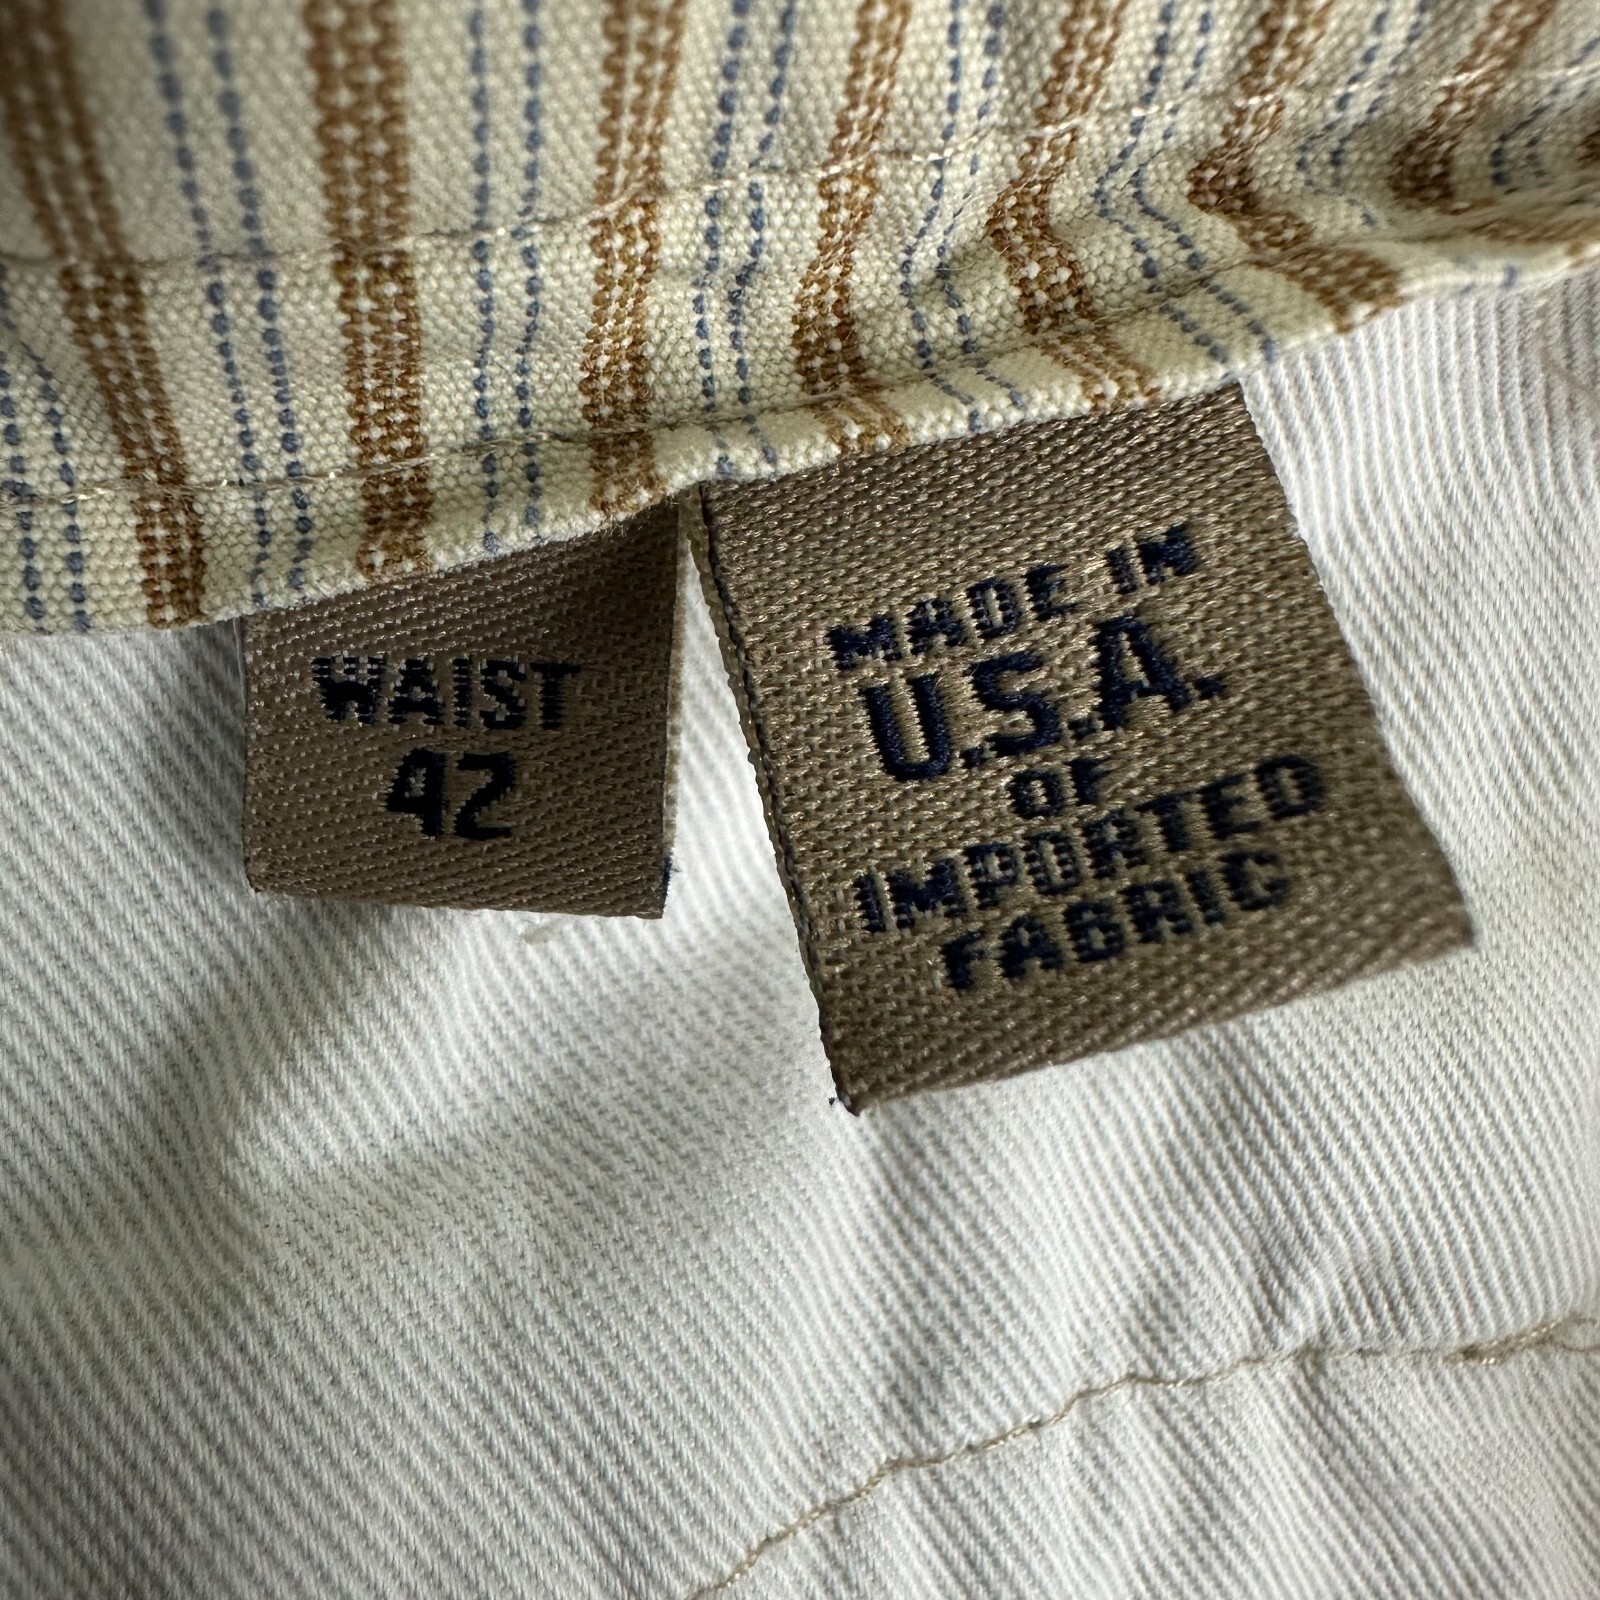 WAIST
42
MADE IN
U.S.A.
OF
IMPORTED
FABRIC